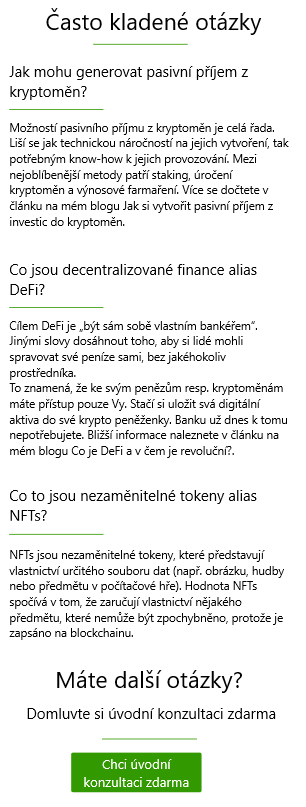 Často kladené otázky
Jak mohu generovat pasivní příjem z
kryptoměn?
Možností pasivního příjmu z kryptoměn je celá řada.
Liší se jak technickou náročností na jejich vytvoření, tak
potřebným know-how k jejich provozování. Mezi
nejoblíbenější metody patří staking, úročení
kryptoměn a výnosové farmaření. Více se dočtete v
článku na mém blogu Jak si vytvořit pasivní příjem z
investic do kryptoměn.
Co jsou decentralizované finance alias
DeFi?
Cílem DeFi je „být sám sobě vlastním bankéřem“.
Jinými slovy dosáhnout toho, aby si lidé mohli
spravovat své peníze sami, bez jakéhokoliv
prostředníka.
To znamená, že ke svým penězům resp. kryptoměnám
máte přístup pouze Vy. Stačí si uložit svá digitální
aktiva do své krypto peněženky. Banku už dnes k tomu
nepotřebujete. Bližší informace naleznete v článku na
mém blogu Co je DeFi a v čem je revoluční?.
Co to jsou nezaměnitelné tokeny alias
NFTs?
NFTs jsou nezaměnitelné tokeny, které představují
vlastnictví určitého souboru dat (např. obrázku, hudby
nebo předmětu v počítačové hře). Hodnota NFTs
spočívá v tom, že zaručují vlastnictví nějakého
předmětu, které nemůže být zpochybněno, protože je
zapsáno na blockchainu.
Máte další otázky?
Domluvte si úvodní konzultaci zdarma
Chci úvodní
konzultaci zdarma